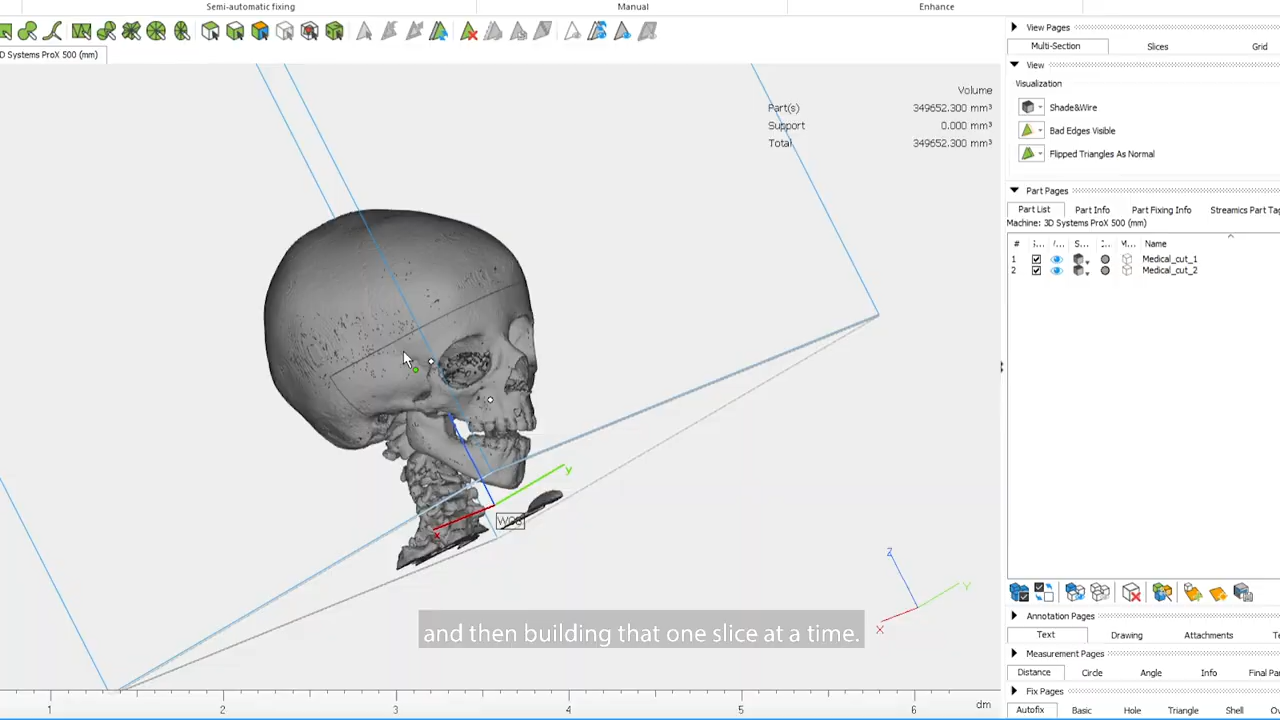 Semi-automatic fixing
Manual
Enhance
D Systems ProX 500 (mm)
Volume
Part(s) 349652.300 mm³
Support 0.000 mm³
Total 349652.300 mm³
y
x
WCS
Z
Y
X
and then building that one slice at a time.
1 2 3 4 5 6 dm
View Pages
Multi-Section Slices Grid
View
Visualization
Shade&Wire
Bad Edges Visible
Flipped Triangles As Normal
Part Pages
Part List Part Info Part Fixing Info Streamics Part Tag
Machine: 3D Systems ProX 500 (mm)
# S... M... Name
1 Medical_cut_1
2 Medical_cut_2
Annotation Pages
Text Drawing Attachments
Measurement Pages
Distance Circle Angle Info Final Par
Fix Pages
Autofix Basic Hole Triangle Shell